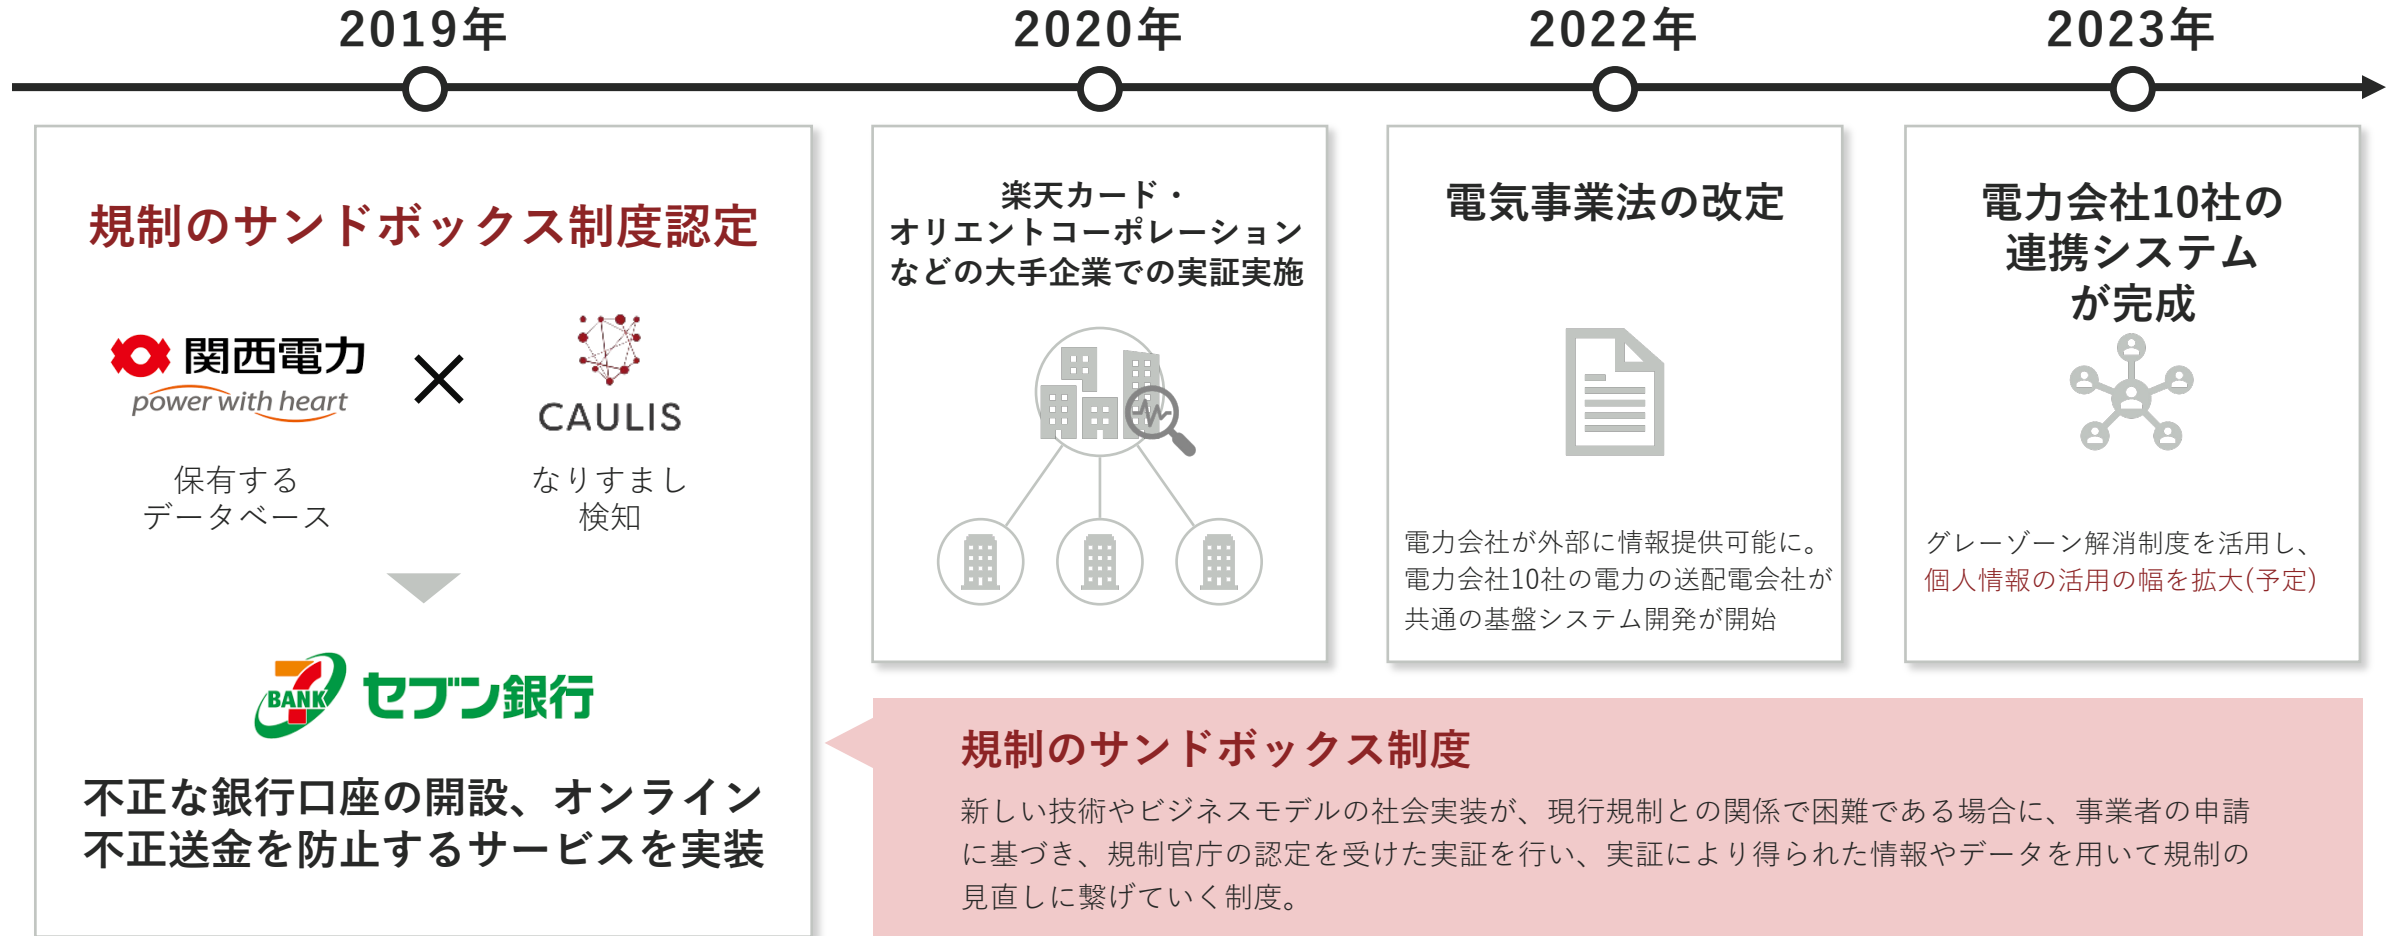 2019年
2020年
2022年
2023年
規制のサンドボックス制度認定
関西電力
power with heart
CAULIS
保有する
データベース
なりすまし
検知
BANK
セブン銀行
不正な銀行口座の開設、オンライン
不正送金を防止するサービスを実装
楽天カード・
オリエントコーポレーション
などの大手企業での実証実施
電気事業法の改定
電力会社が外部に情報提供可能に。
電力会社10社の電力の送配電会社が
共通の基盤システム開発が開始
電力会社10社の
連携システム
が完成
グレーゾーン解消制度を活用し、
個人情報の活用の幅を拡大(予定)
規制のサンドボックス制度
新しい技術やビジネスモデルの社会実装が、現行規制との関係で困難である場合に、事業者の申請
に基づき、規制官庁の認定を受けた実証を行い、実証により得られた情報やデータを用いて規制の
見直しに繋げていく制度。